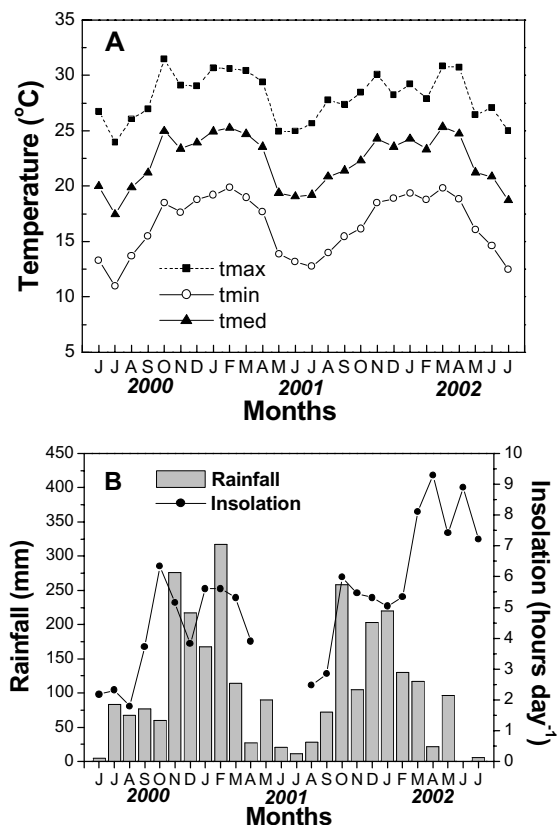 A
Temperature (°C)
35
30
25
20
15
10
5
tmax
tmin
tmed
J J A S O N D J F M A M J J A S O N D J F M A M J J
2000 2001 2002
Months
B
Rainfall
Insolation
Rainfall (mm)
450
400
350
300
250
200
150
100
50
0
Insolation (hours day⁻¹)
10
9
8
7
6
5
4
3
2
1
0
J J A S O N D J F M A M J J A S O N D J F M A M J J
2000 2001 2002
Months